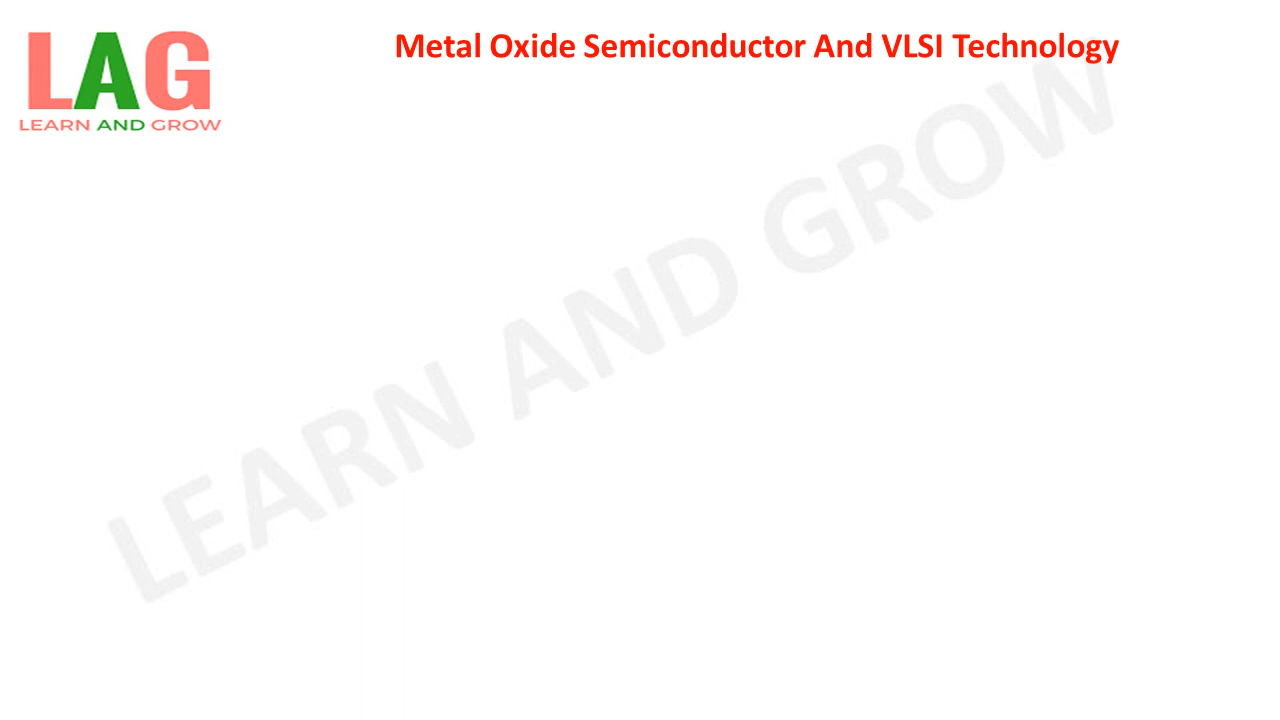 LAG
LEARN AND GROW
Metal Oxide Semiconductor And VLSI Technology
LEARN AND GROW